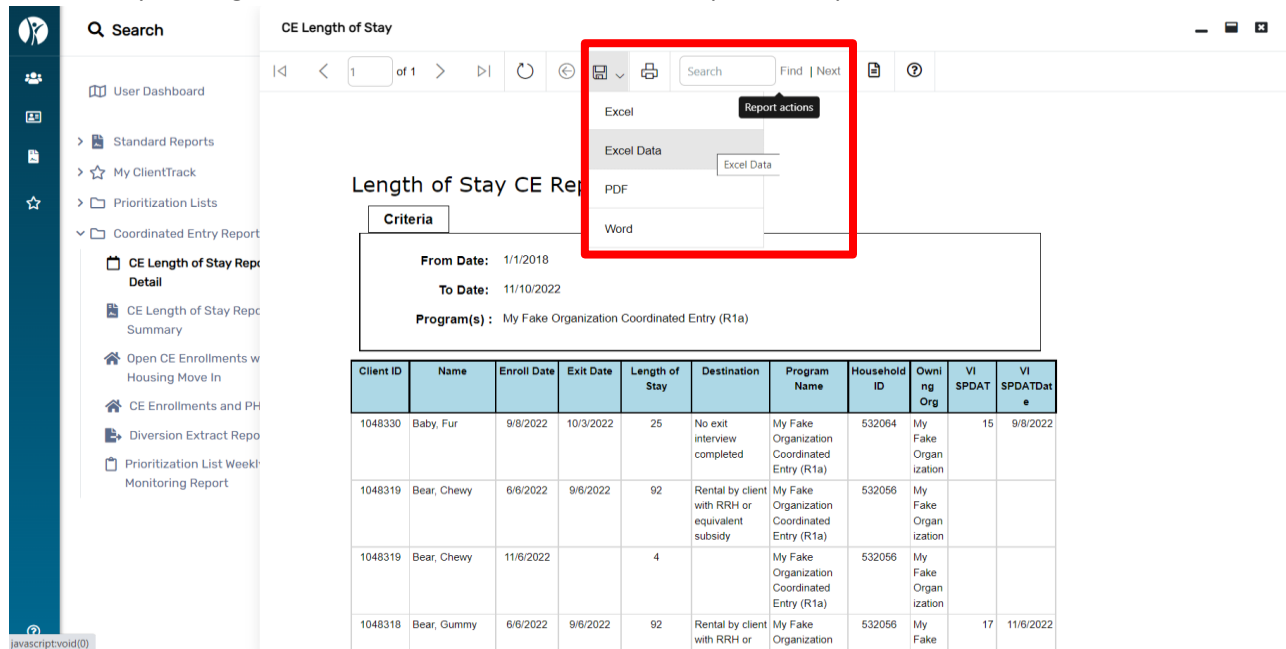 Search
CE Length of Stay
1 of 1
Search
Find | Next
Report actions
Excel
Excel Data
Excel Data
PDF
Word
User Dashboard
Standard Reports
My ClientTrack
Prioritization Lists
Coordinated Entry Report
CE Length of Stay Repo
Detail
CE Length of Stay Repo
Summary
Open CE Enrollments w
Housing Move In
CE Enrollments and PH
Diversion Extract Repo
Prioritization List Weekl
Monitoring Report
javascript:void(0)
Length of Stay CE Rep
Criteria
From Date: 1/1/2018
To Date: 11/10/2022
Program(s) : My Fake Organization Coordinated Entry (R1a)
Client ID Name Enroll Date Exit Date Length of Destination Program Household Owni VI VI
Stay Name ID ng SPDAT SPDATDat
Org e
1048330 Baby, Fur 9/8/2022 10/3/2022 25 No exit My Fake 532064 My 15 9/8/2022
interview Organization Fake
completed Coordinated Organ
Entry (R1a) ization
1048319 Bear, Chewy 6/6/2022 9/6/2022 92 Rental by client My Fake 532056 My
with RRH or Organization Fake
equivalent Coordinated Organ
subsidy Entry (R1a) ization
1048319 Bear, Chewy 11/6/2022 4 My Fake 532056 My
Organization Fake
Coordinated Organ
Entry (R1a) ization
1048318 Bear, Gummy 6/6/2022 9/6/2022 92 Rental by client My Fake 532056 My 17 11/6/2022
with RRH or Organization Fake